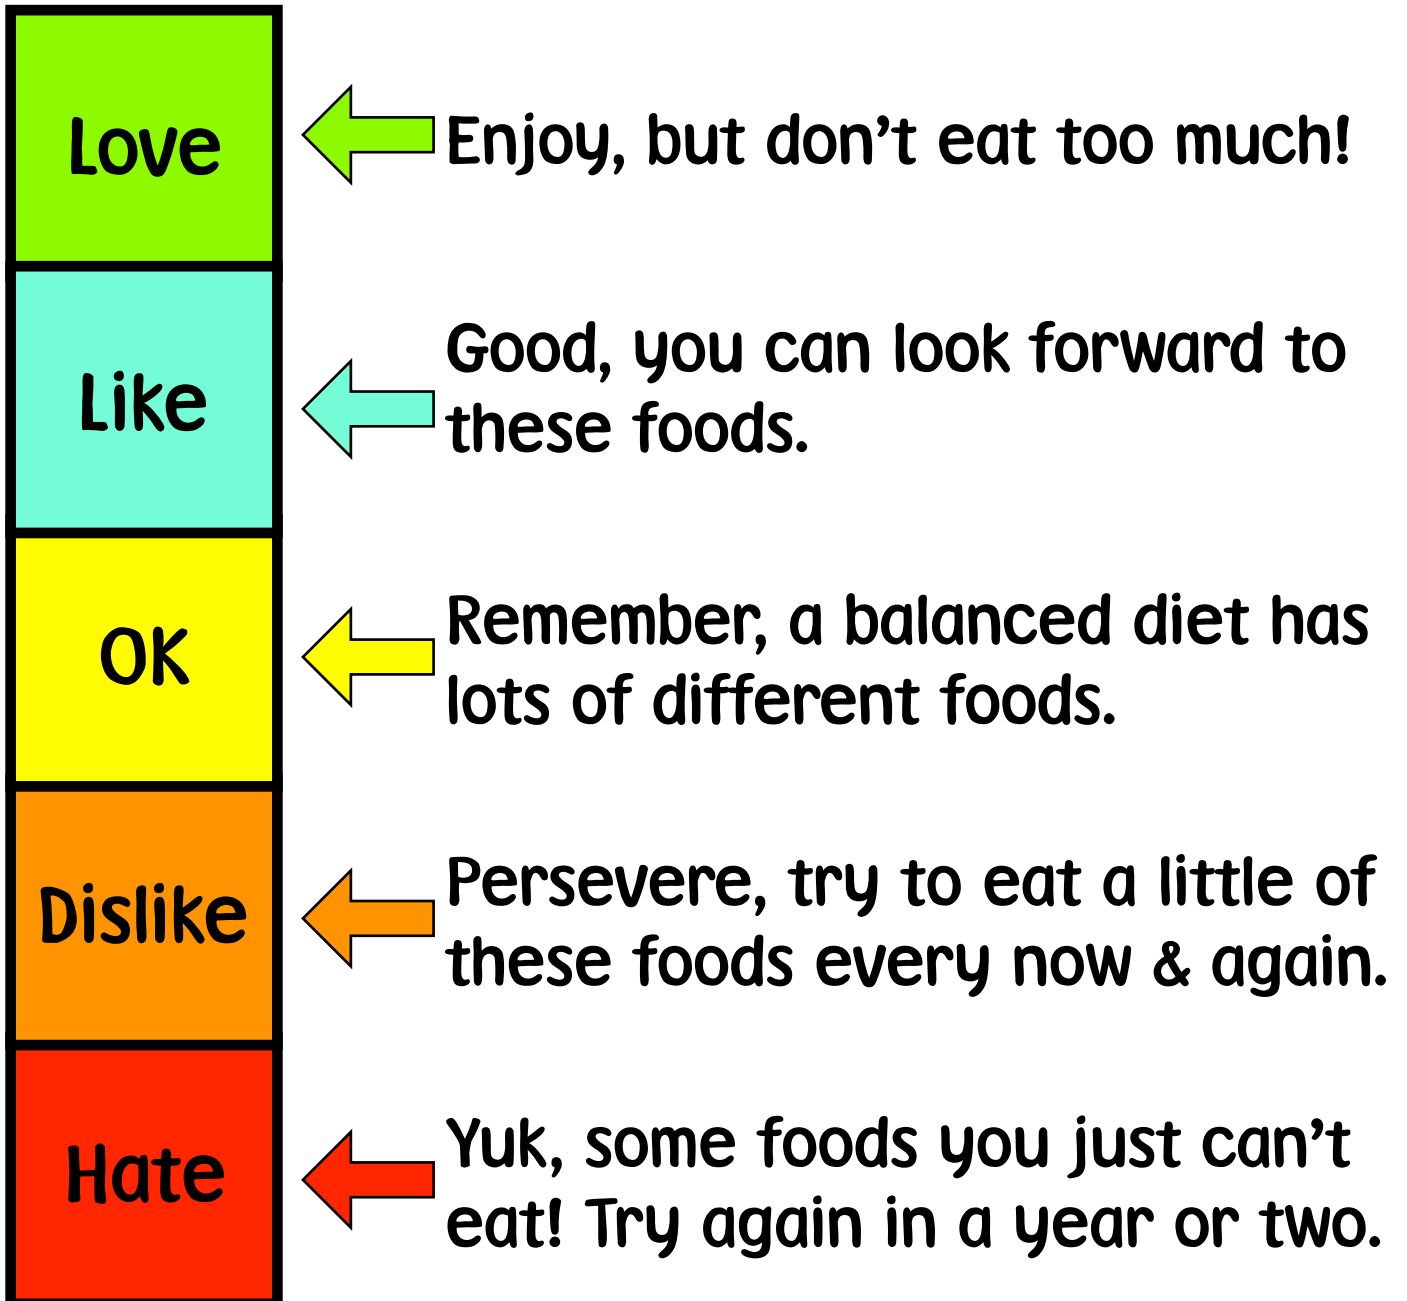 Love
Enjoy, but don't eat too much!
Like
Good, you can look forward to
these foods.
OK
Remember, a balanced diet has
lots of different foods.
Dislike
Persevere, try to eat a little of
these foods every now & again.
Hate
Yuk, some foods you just can't
eat! Try again in a year or two.